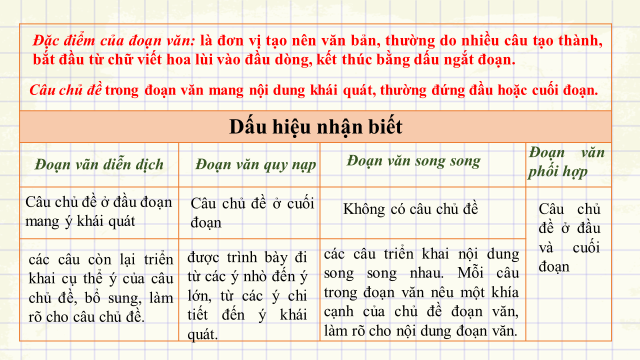 Đặc điểm của đoạn văn: là đơn vị tạo nên văn bản, thường do nhiều câu tạo thành,
bắt đầu từ chữ viết hoa lùi vào đầu dòng, kết thúc bằng dấu ngắt đoạn.
Câu chủ đề trong đoạn văn mang nội dung khái quát, thường đứng đầu hoặc cuối đoạn.
Dấu hiệu nhận biết
Đoạn văn diễn dịch
Đoạn văn quy nạp
Đoạn văn song song
Đoạn văn
phối hợp
Câu chủ đề ở đầu đoạn
mang ý khái quát
Câu chủ đề ở cuối
đoạn
Không có câu chủ đề
Câu chủ
đề ở đầu
và cuối
đoạn
các câu còn lại triển
khai cụ thể ý của câu
chủ đề, bổ sung, làm
rõ cho câu chủ đề.
được trình bày đi
từ các ý nhỏ đến ý
lớn, từ các ý chi
tiết đến ý khái
quát.
các câu triển khai nội dung
song song nhau. Mỗi câu
trong đoạn văn nêu một khía
cạnh của chủ đề đoạn văn,
làm rõ cho nội dung đoạn văn.